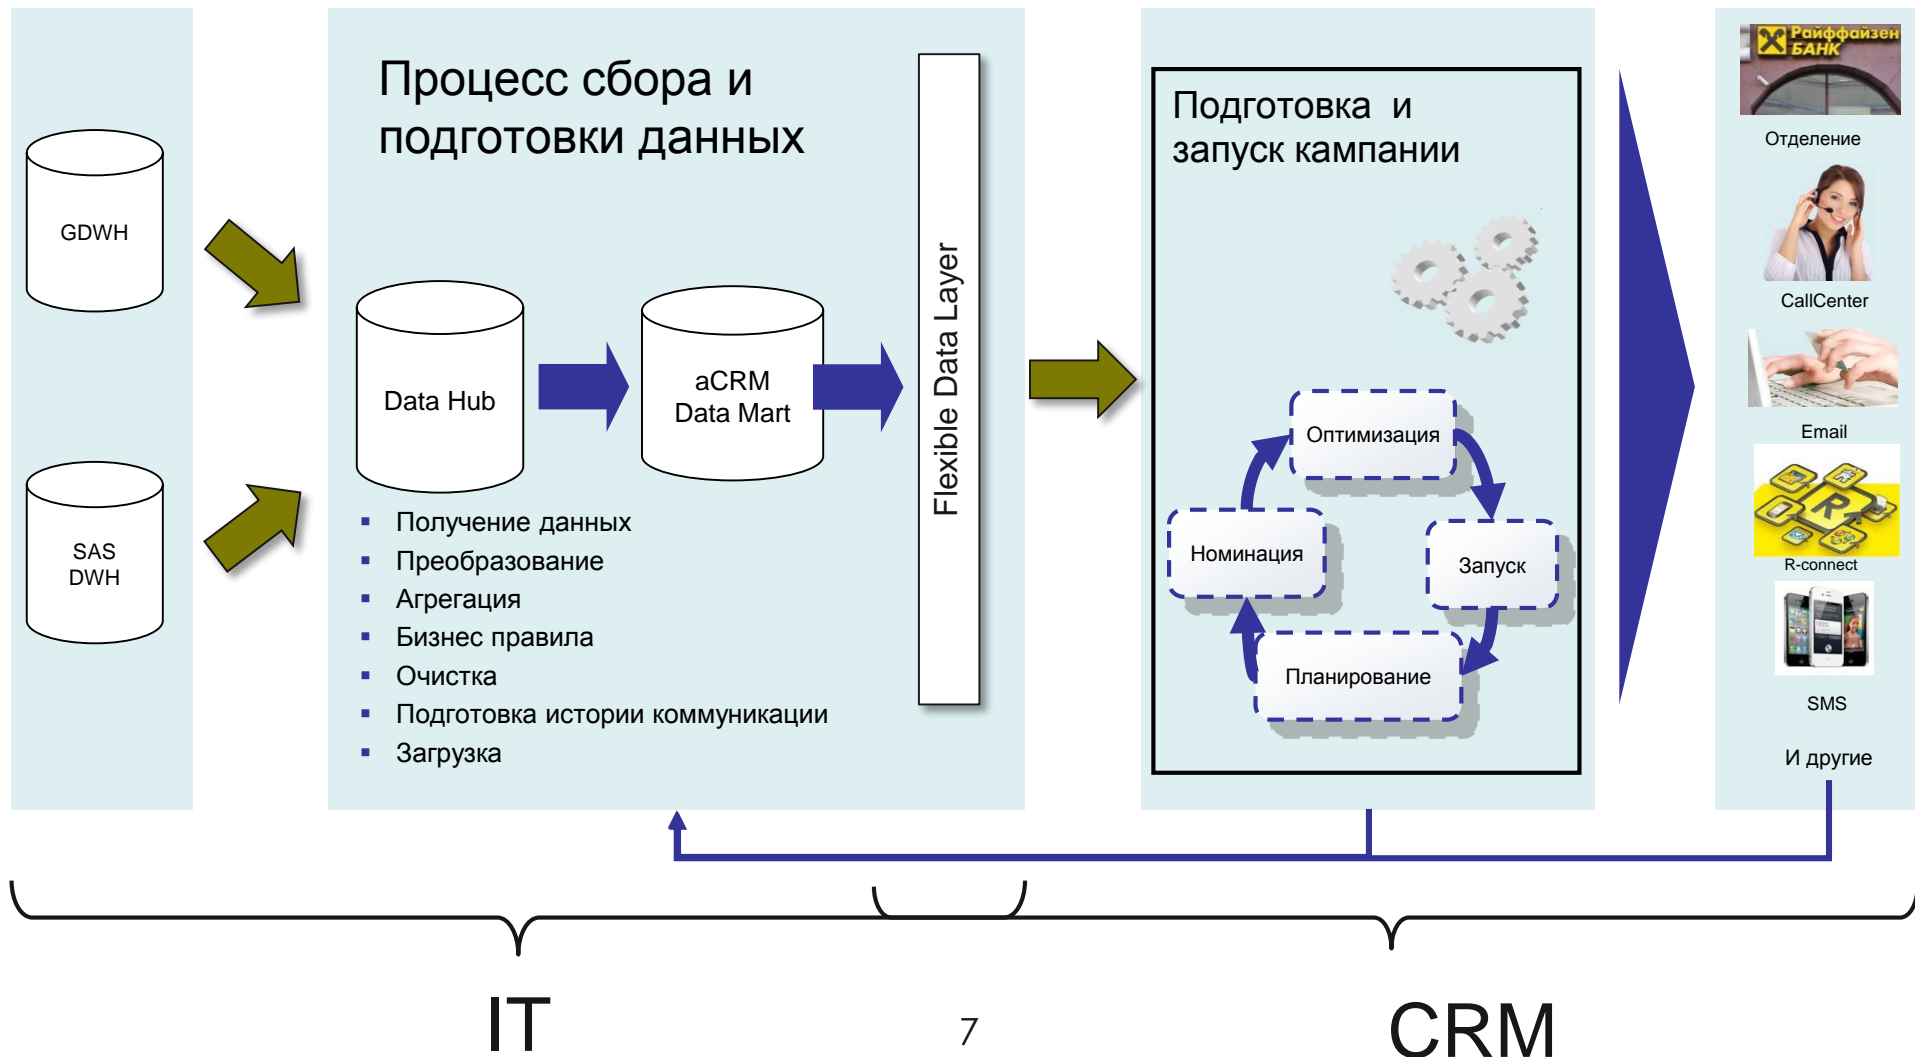 GDWH
SAS
DWH
Процесс сбора и
подготовки данных
Data Hub
aCRM
Data Mart
Flexible Data Layer
Получение данных
Преобразование
Агрегация
Бизнес правила
Очистка
Подготовка истории коммуникации
Загрузка
Подготовка и
запуск кампании
Оптимизация
Номинация
Запуск
Планирование
Райффайзен
БАНК
Отделение
CallCenter
Email
R
R-connect
SMS
И другие
IT
7
CRM